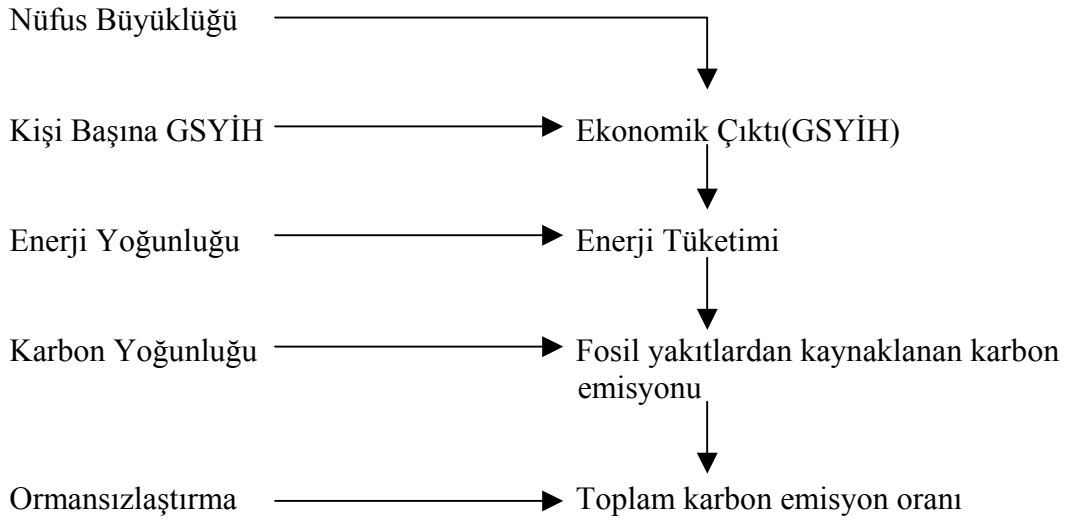 Nüfus Büyüklüğü
Kişi Başına GSYİH
Ekonomik Çıktı(GSYİH)
Enerji Yoğunluğu
Enerji Tüketimi
Karbon Yoğunluğu
Fosil yakıtlardan kaynaklanan karbon
emisyonu
Ormansızlaştırma
Toplam karbon emisyon oranı